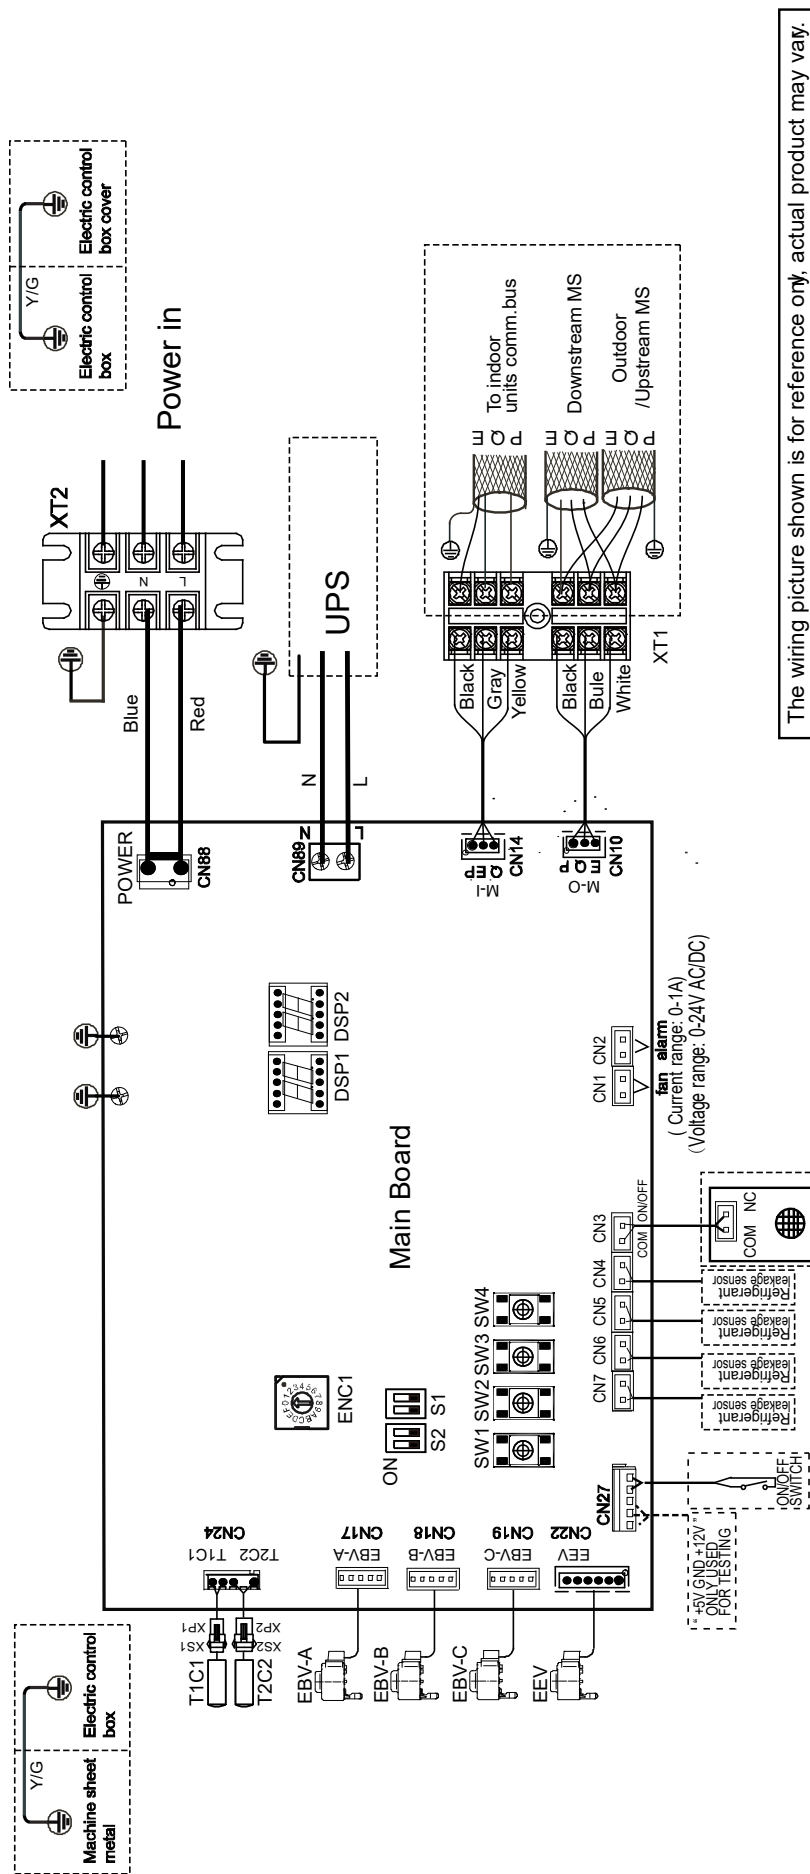 Machine sheet
metal
Y/G
Electric control
box
Electric control
box
Y/G
Electric control
box cover
XT2
N
L
Power in
Blue
Red
POWER
CN88
UPS
N
L
CN89
N
L
T1C1
T2C2
XS1
XP1
XS2
XP2
CN24
T1C1
T2C2
EBV-A
EBV-A
CN17
EBV-B
EBV-B
CN18
EBV-C
EBV-C
CN19
EEV
EEV
CN22
ENC1
0123456789ABCDEF
ON
S2
S1
SW1
SW2
SW3
SW4
Main Board
DSP1
DSP2
M-I
Q E P
CN14
M-O
E Q P
CN10
Black
Gray
Yellow
Black
Bule
White
XT1
P Q E
To indoor
units comm.bus
P Q E
Downstream MS
P Q E
Outdoor
/Upstream MS
CN27
" +5V GND +12V "
ONLY USED
FOR TESTING
ON/OFF
SWITCH
CN7
CN6
CN5
CN4
CN3
COM
ON/OFF
Refrigerant
leakage sensor
Refrigerant
leakage sensor
Refrigerant
leakage sensor
Refrigerant
leakage sensor
COM
NC
CN1
CN2
fan
alarm
( Current range: 0-1A)
(Voltage range: 0-24V AC/DC)
The wiring picture shown is for reference only, actual product may vary.